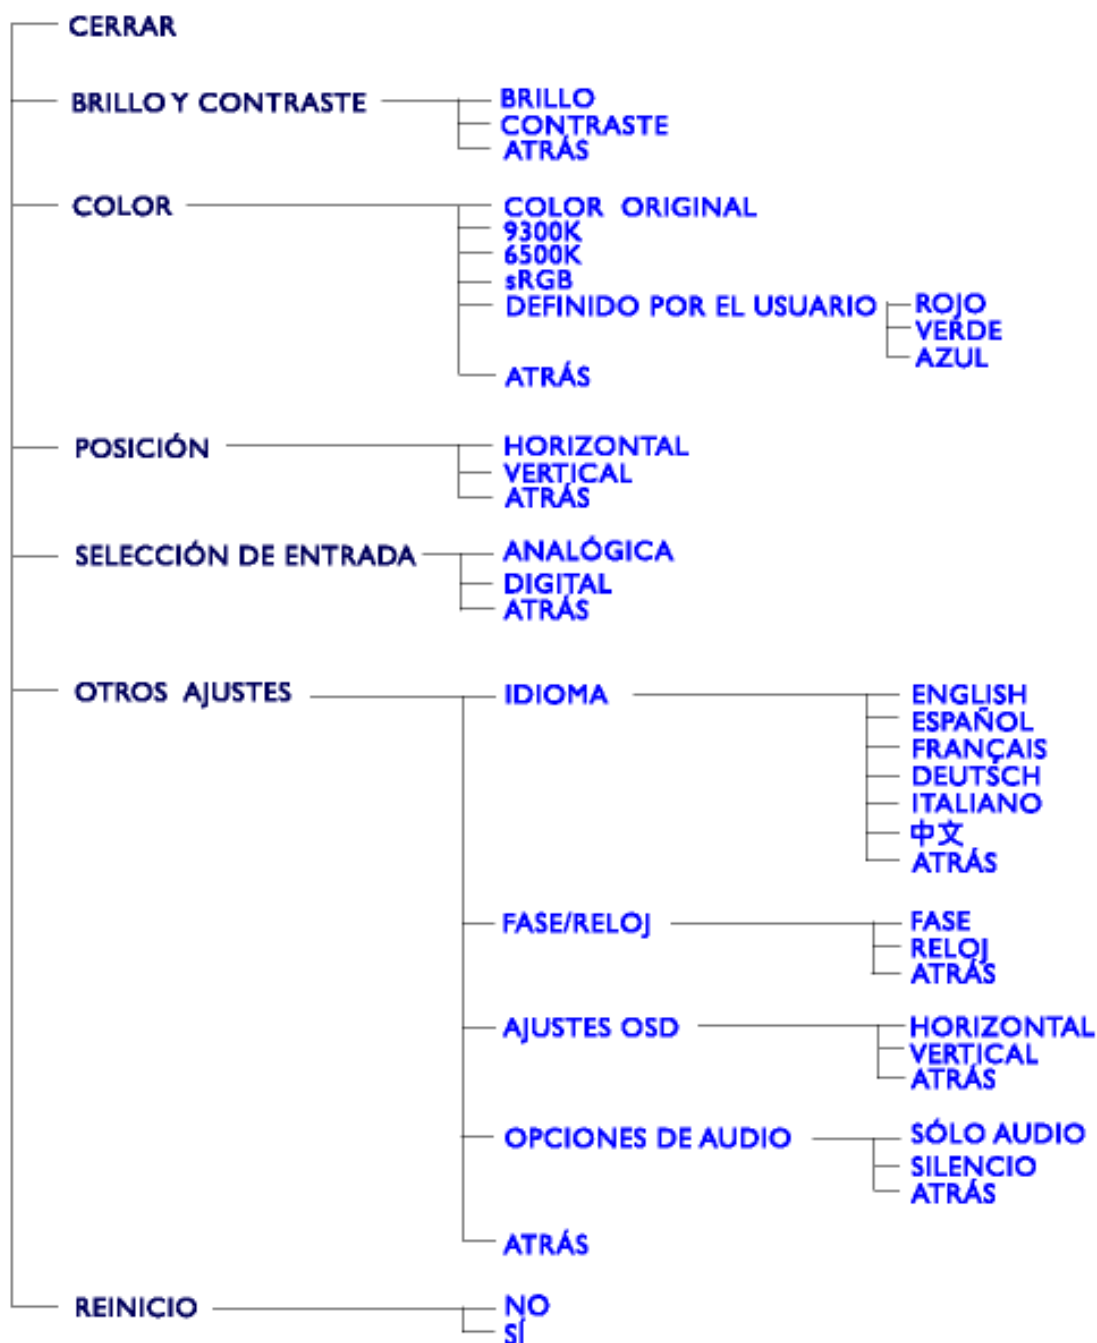 CERRAR
BRILLO Y CONTRASTE
BRILLO
CONTRASTE
ATRÁS
COLOR
COLOR ORIGINAL
9300K
6500K
sRGB
DEFINIDO POR EL USUARIO
ROJO
VERDE
AZUL
ATRÁS
POSICIÓN
HORIZONTAL
VERTICAL
ATRÁS
SELECCIÓN DE ENTRADA
ANALÓGICA
DIGITAL
ATRÁS
OTROS AJUSTES
IDIOMA
ENGLISH
ESPAÑOL
FRANÇAIS
DEUTSCH
ITALIANO
中文
ATRÁS
FASE/RELOJ
FASE
RELOJ
ATRÁS
AJUSTES OSD
HORIZONTAL
VERTICAL
ATRÁS
OPCIONES DE AUDIO
SÓLO AUDIO
SILENCIO
ATRÁS
ATRÁS
REINICIO
NO
SÍ